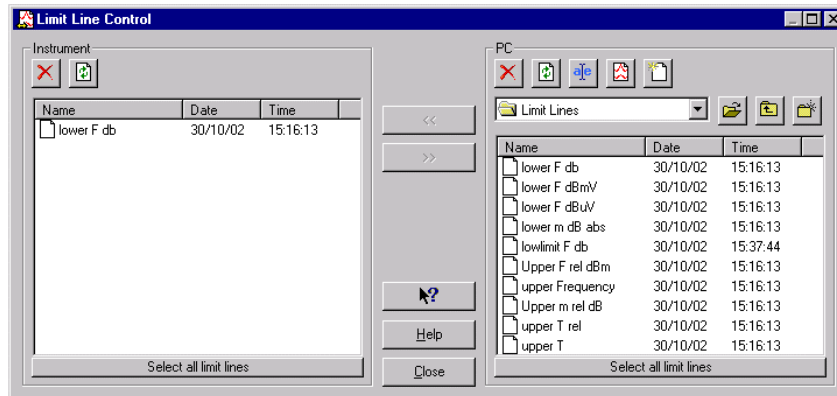 Limit Line Control
Instrument
Name Date Time
lower F db 30/10/02 15:16:13
Select all limit lines
<<
>>
?
Help
Close
PC
a e
Limit Lines
Name Date Time
lower F db 30/10/02 15:16:13
lower F dBmV 30/10/02 15:16:13
lower F dBuV 30/10/02 15:16:13
lower m dB abs 30/10/02 15:16:13
lowlimit F db 30/10/02 15:37:44
Upper F rel dBm 30/10/02 15:16:13
upper Frequency 30/10/02 15:16:13
Upper m rel dB 30/10/02 15:16:13
upper T rel 30/10/02 15:16:13
upper T 30/10/02 15:16:13
Select all limit lines